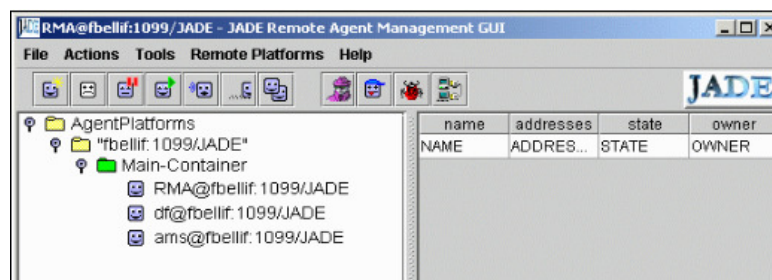 RMA@fbellif:1099/JADE - JADE Remote Agent Management GUI
File Actions Tools Remote Platforms Help
JADE
AgentPlatforms
"fbellif:1099/JADE"
Main-Container
RMA@fbellif:1099/JADE
df@fbellif:1099/JADE
ams@fbellif:1099/JADE
name addresses state owner
NAME ADDRES... STATE OWNER